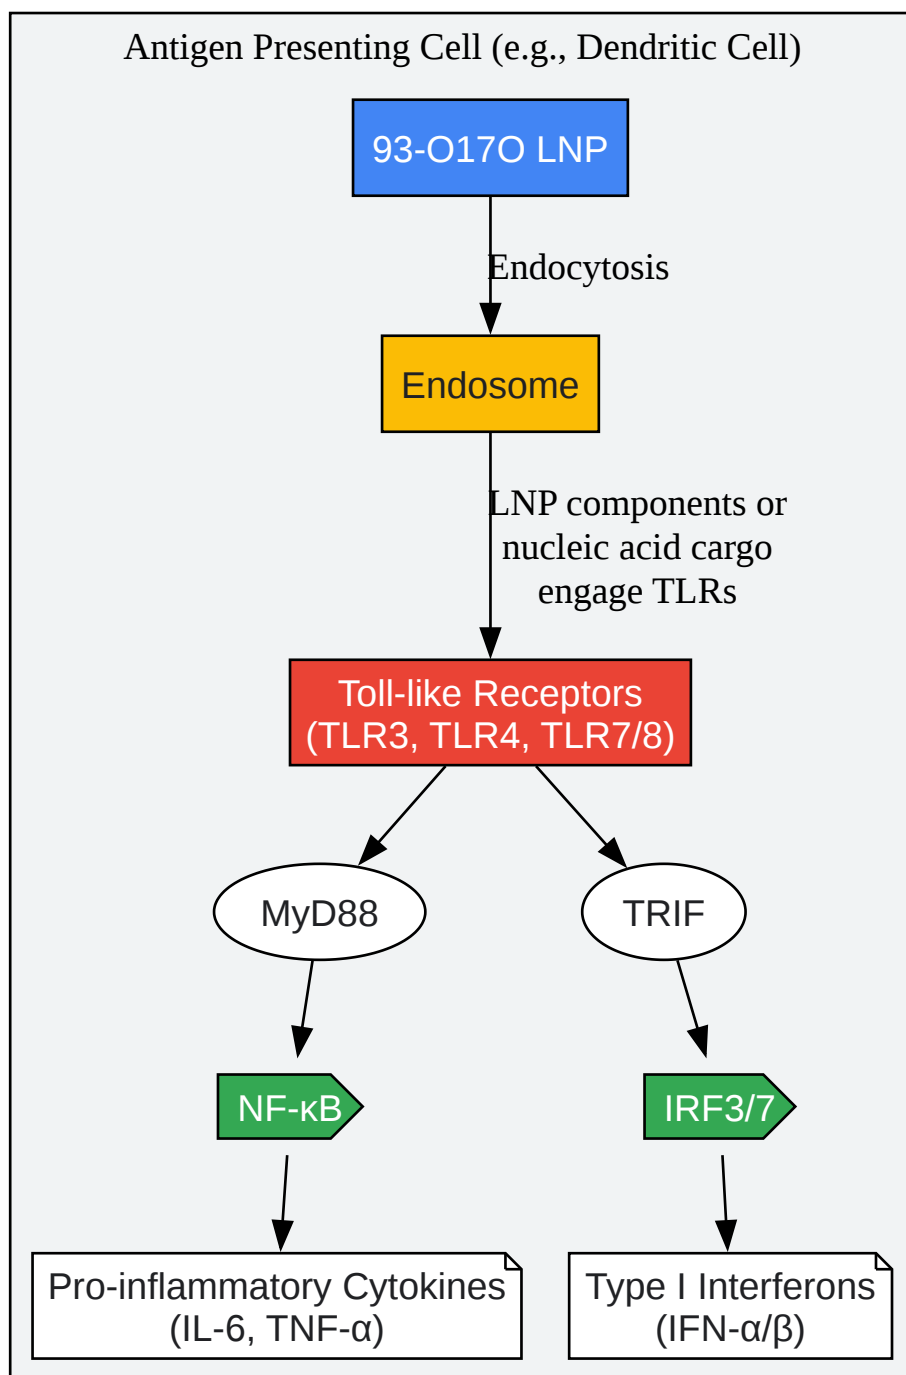 Antigen Presenting Cell (e.g., Dendritic Cell)
93-O17O LNP
Endocytosis
Endosome
LNP components or
nucleic acid cargo
engage TLRs
Toll-like Receptors
(TLR3, TLR4, TLR7/8)
MyD88
TRIF
NF-κB
IRF3/7
Pro-inflammatory Cytokines
(IL-6, TNF-α)
Type I Interferons
(IFN-α/β)